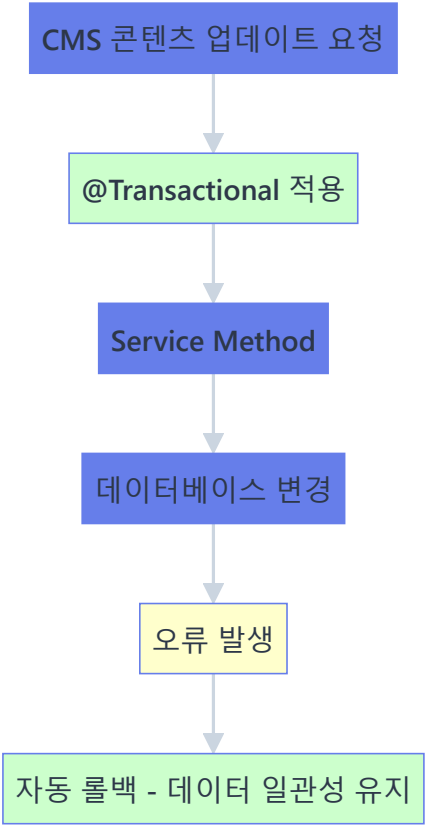 CMS 콘텐츠 업데이트 요청
@Transactional 적용
Service Method
데이터베이스 변경
오류 발생
자동 롤백 - 데이터 일관성 유지